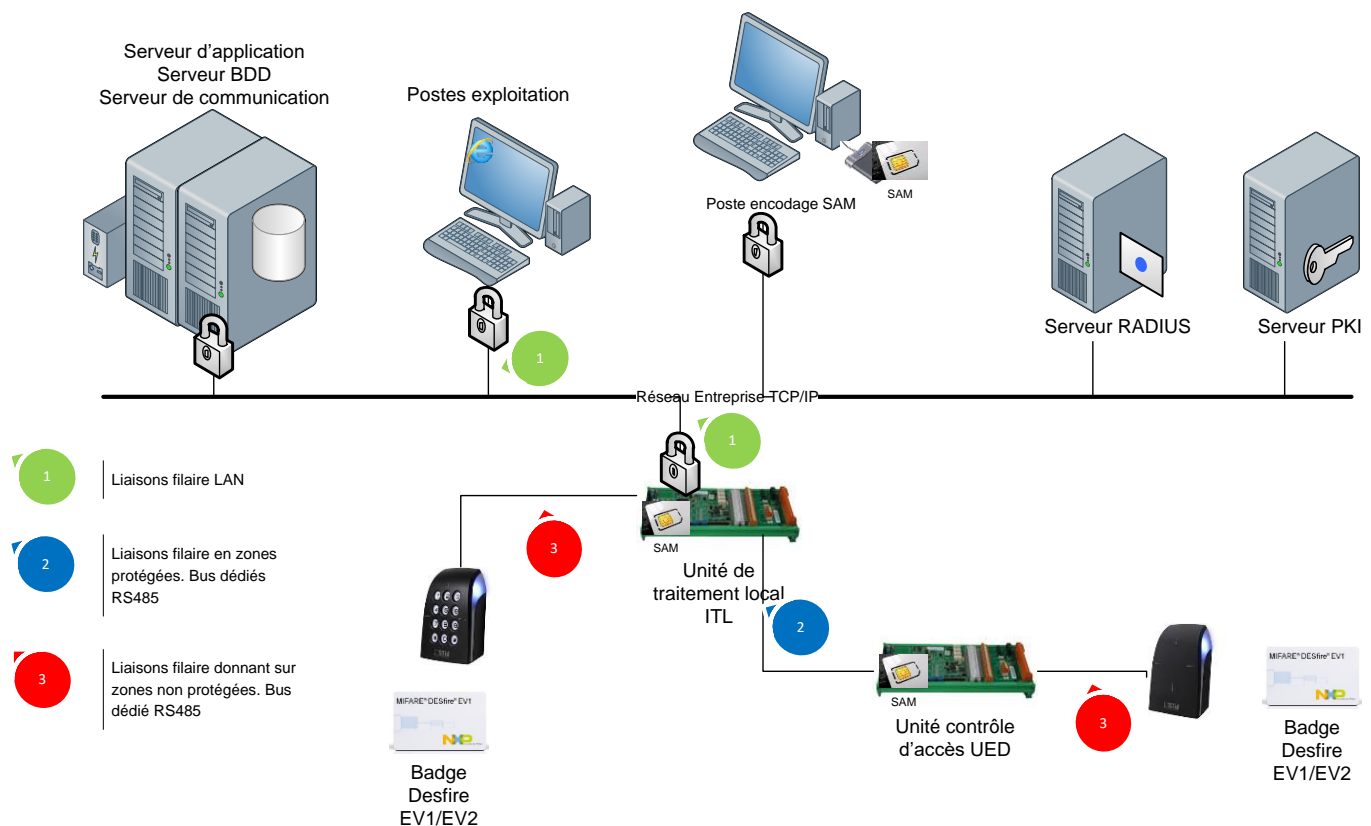 Serveur d'application
Serveur BDD
Serveur de communication
Postes exploitation
Poste encodage SAM
SAM
Serveur RADIUS
Serveur PKI
1
Réseau Entreprise TCP/IP
1
1
Liaisons filaire LAN
2
Liaisons filaire en zones
protégées. Bus dédiés
RS485
3
Liaisons filaire donnant sur
zones non protégées. Bus
dédié RS485
3
SAM
Unité de
traitement local
ITL
2
SAM
Unité contrôle
d'accès UED
3
MIFARE® DESfire® EV1
NXP
Badge
Desfire
EV1/EV2
MIFARE® DESfire® EV1
NXP
Badge
Desfire
EV1/EV2